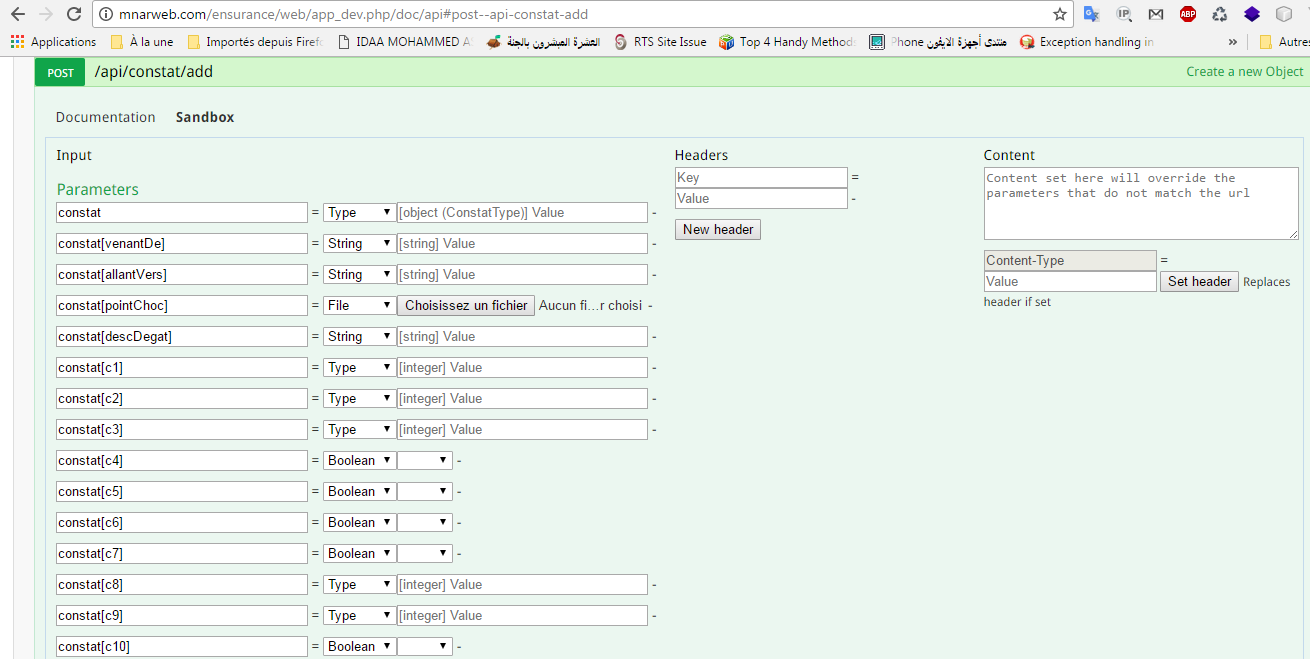 mnarweb.com/ensurance/web/app_dev.php/doc/api#post--api-constat-add
IP
ABP
Applications À la une Importés depuis Firef IDAA MOHAMMED A العشرة المبشرون بالجنة RTS Site Issue Top 4 Handy Methods Phone منتدى أجهزة الايفون Exception handling in » Autres
POST /api/constat/add Create a new Object
Documentation Sandbox
Input Headers Content
Parameters
Key =
Value -
New header
Content set here will override the
parameters that do not match the url
Content-Type =
Value Set header Replaces
header if set
constat = Type [object (ConstatType)] Value -
constat[venantDe] = String [string] Value -
constat[allantVers] = String [string] Value -
constat[pointChoc] = File Choisissez un fichier Aucun fi...r choisi -
constat[descDegat] = String [string] Value -
constat[c1] = Type [integer] Value -
constat[c2] = Type [integer] Value -
constat[c3] = Type [integer] Value -
constat[c4] = Boolean -
constat[c5] = Boolean -
constat[c6] = Boolean -
constat[c7] = Boolean -
constat[c8] = Type [integer] Value -
constat[c9] = Type [integer] Value -
constat[c10] = Boolean -